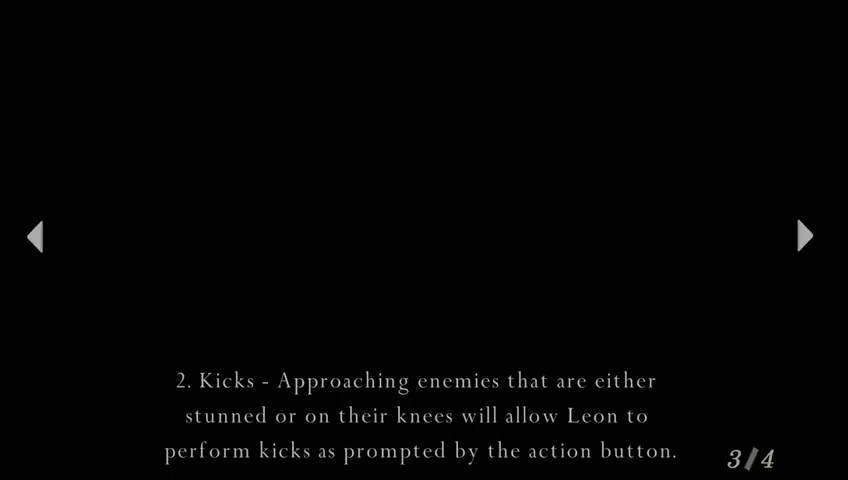 2. Kicks - Approaching enemies that are either
stunned or on their knees will allow Leon to
perform kicks as prompted by the action button.
3/4